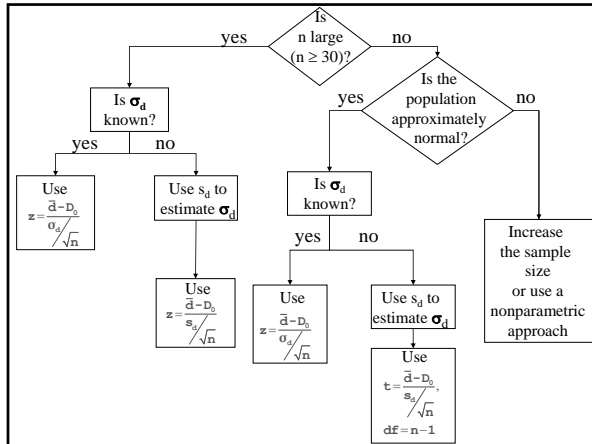 Is
n large
(n ≥ 30)?
yes
no
Is σd
known?
yes
no
Use
z = d̄−D₀ / σd/√n
Use sd to
estimate σd
Use
z = d̄−D₀ / sd/√n
Is the
population
approximately
normal?
yes
no
Is σd
known?
yes
no
Use
z = d̄−D₀ / σd/√n
Use sd to
estimate σd
Use
t = d̄−D₀ / sd/√n,
df = n−1
Increase
the sample
size
or use a
nonparametric
approach